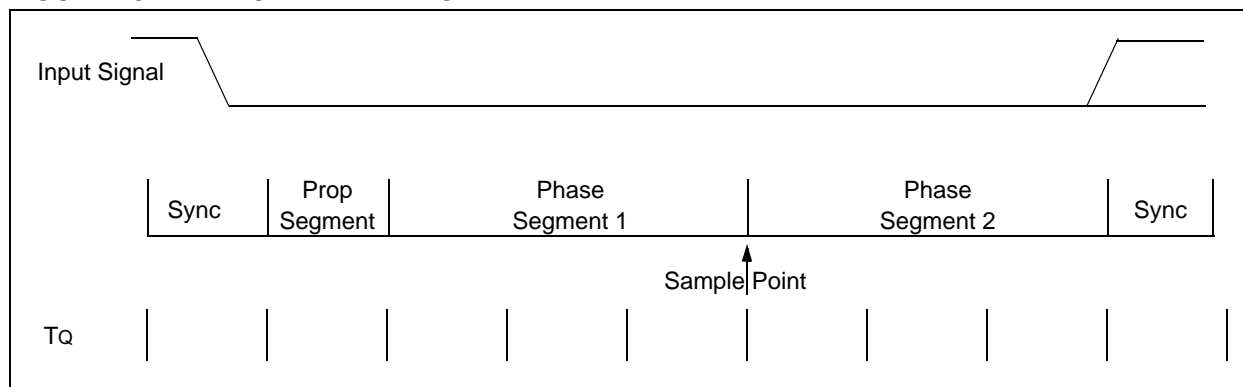 Input Signal
Sync
Prop
Segment
Phase
Segment 1
Phase
Segment 2
Sync
Sample Point
TQ